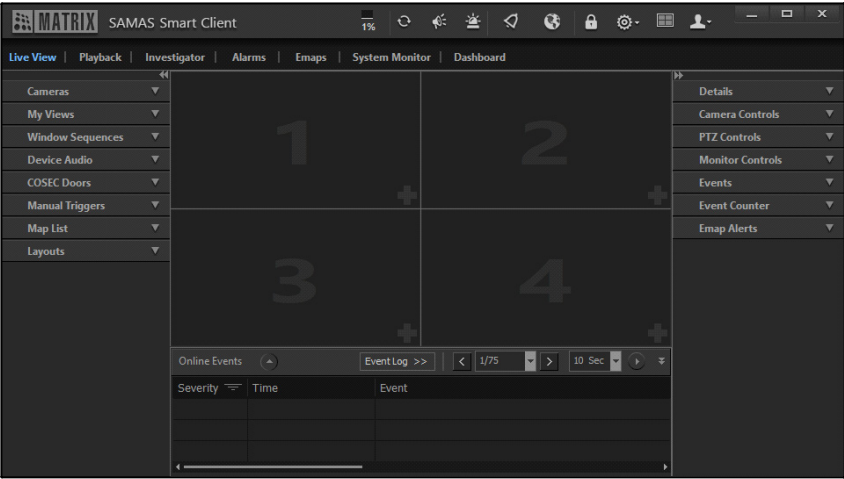 MATRIX SAMAS Smart Client 1%
Live View | Playback | Investigator | Alarms | Emaps | System Monitor | Dashboard
Cameras
My Views
Window Sequences
Device Audio
COSEC Doors
Manual Triggers
Map List
Layouts
1 2
3 4
Details
Camera Controls
PTZ Controls
Monitor Controls
Events
Event Counter
Emap Alerts
Online Events Event Log >> < 1/75 > 10 Sec
Severity Time Event